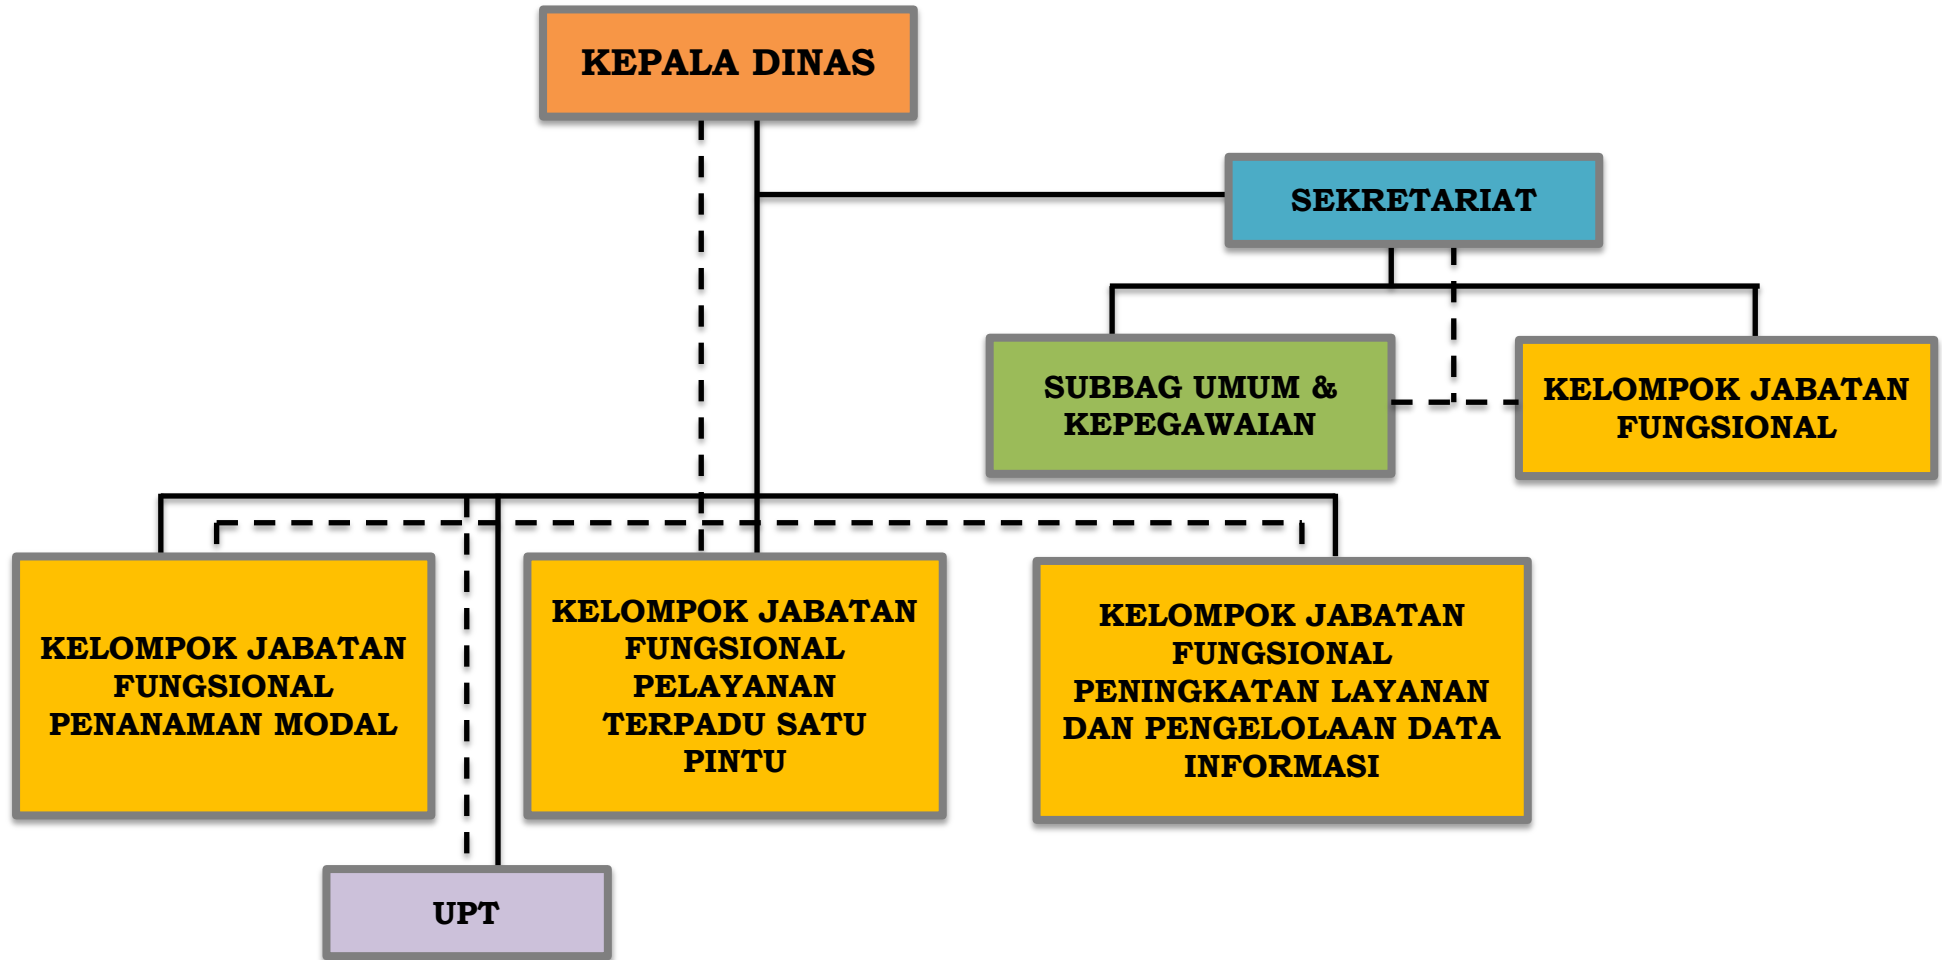 KEPALA DINAS
SEKRETARIAT
SUBBAG UMUM &
KEPEGAWAIAN
KELOMPOK JABATAN
FUNGSIONAL
KELOMPOK JABATAN
FUNGSIONAL
PENANAMAN MODAL
KELOMPOK JABATAN
FUNGSIONAL
PELAYANAN
TERPADU SATU
PINTU
KELOMPOK JABATAN
FUNGSIONAL
PENINGKATAN LAYANAN
DAN PENGELOLAAN DATA
INFORMASI
UPT